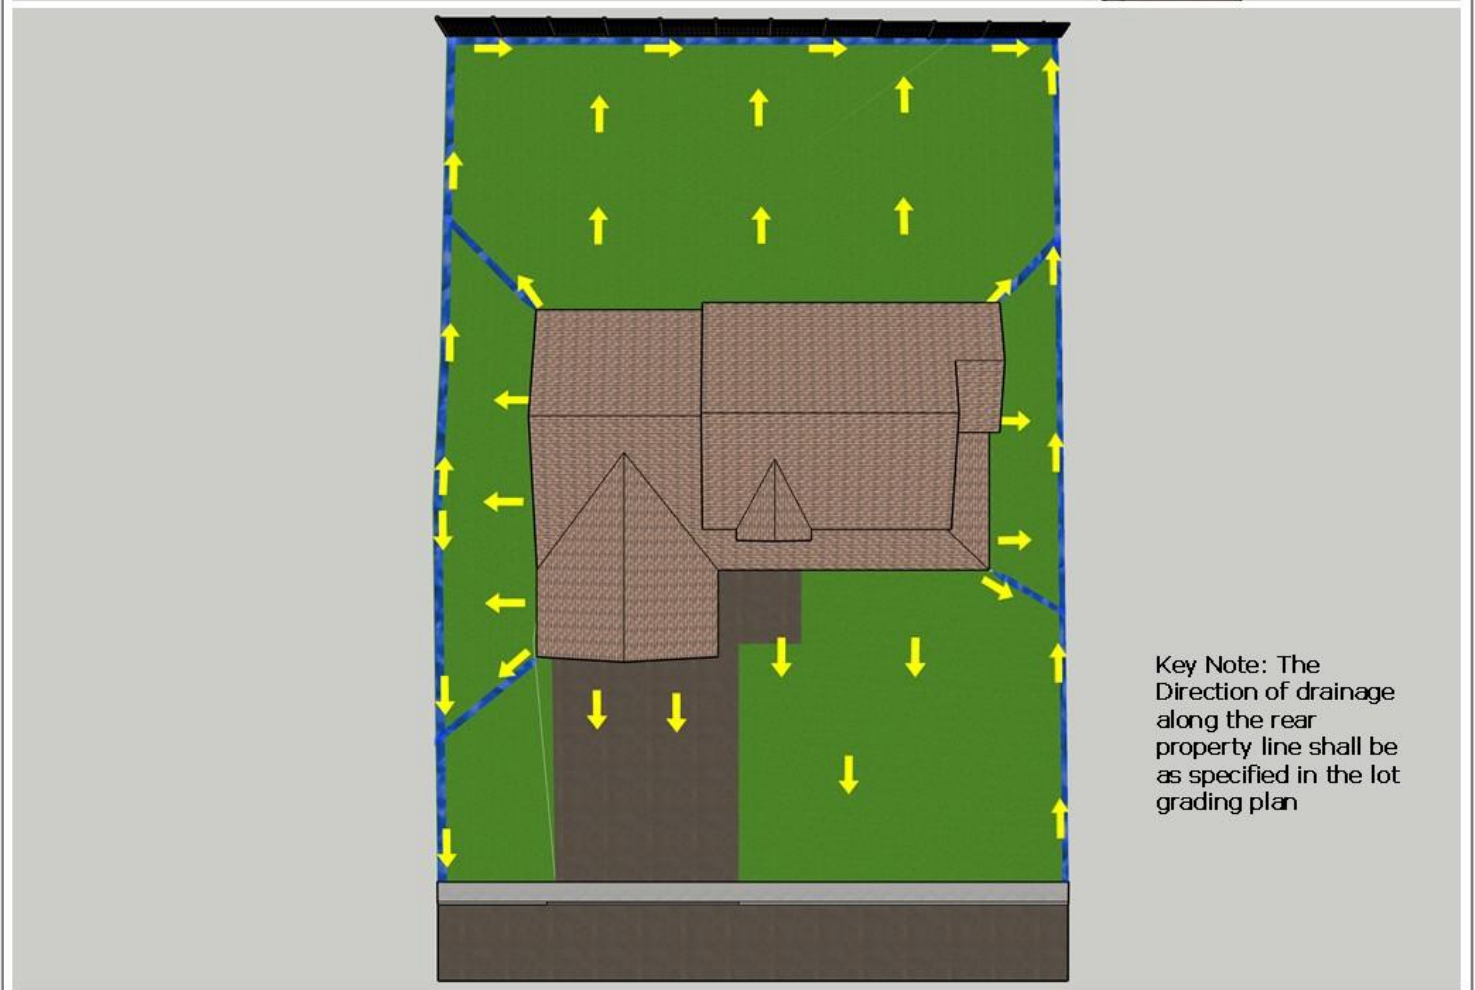 Key Note: The
Direction of drainage
along the rear
property line shall be
as specified in the lot
grading plan